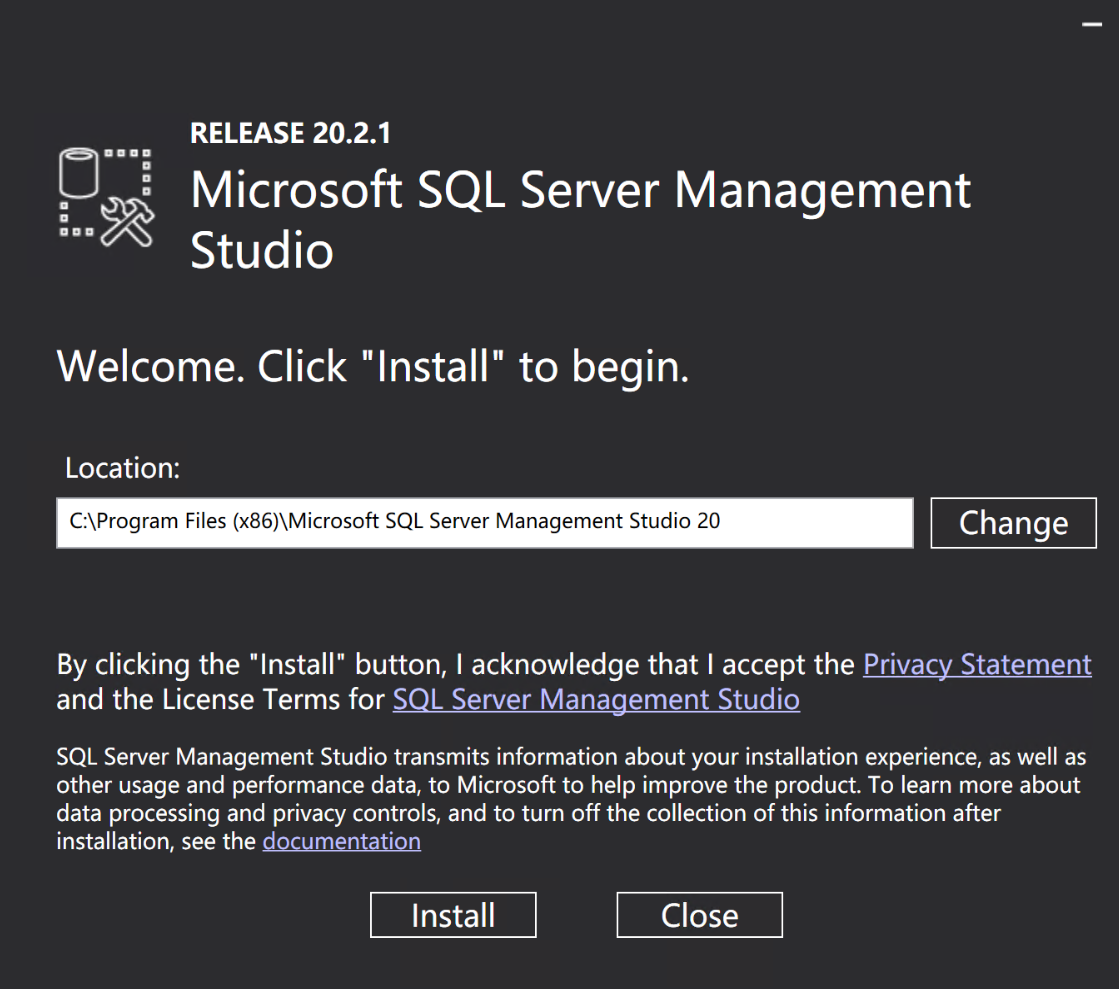 RELEASE 20.2.1
Microsoft SQL Server Management
Studio
Welcome. Click "Install" to begin.
Location:
C:\Program Files (x86)\Microsoft SQL Server Management Studio 20
Change
By clicking the "Install" button, I acknowledge that I accept the Privacy Statement
and the License Terms for SQL Server Management Studio
SQL Server Management Studio transmits information about your installation experience, as well as
other usage and performance data, to Microsoft to help improve the product. To learn more about
data processing and privacy controls, and to turn off the collection of this information after
installation, see the documentation
Install
Close